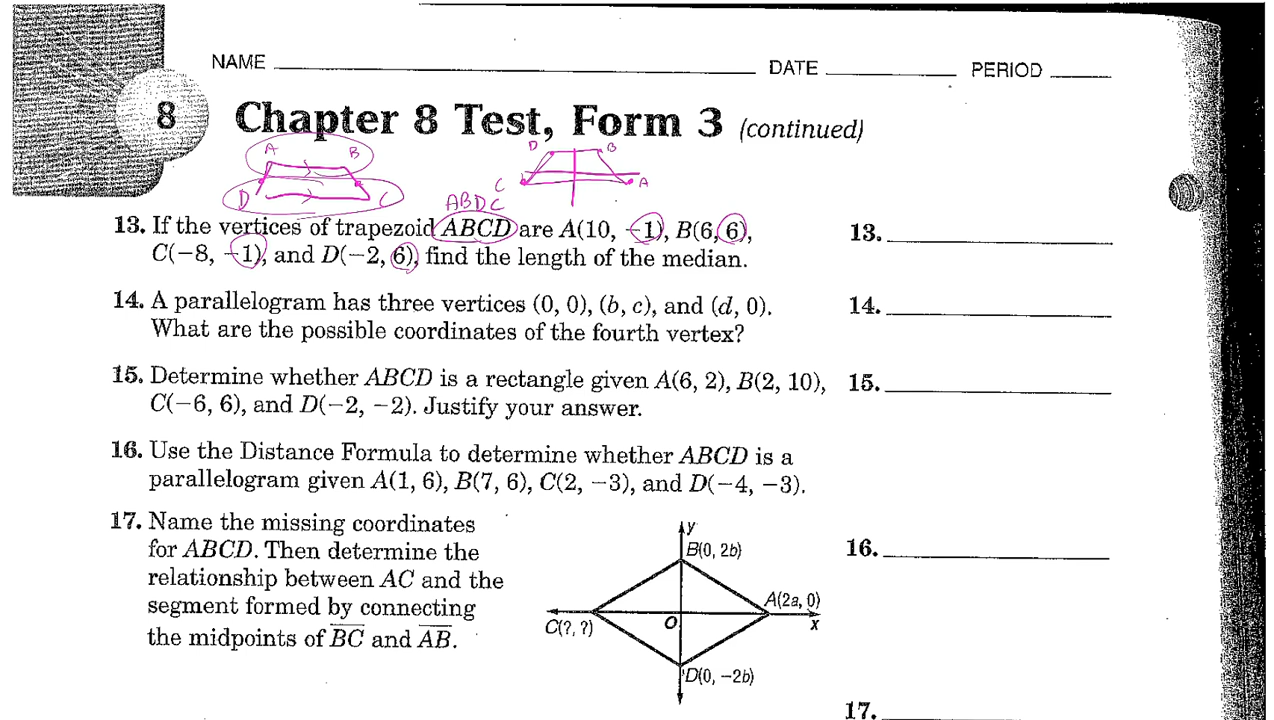 NAME DATE PERIOD
8 Chapter 8 Test, Form 3 (continued)
A B D B
D C C A
ABDC
13. If the vertices of trapezoid ABCD are A(10, −1), B(6, 6), 13.
C(−8, −1), and D(−2, 6), find the length of the median.
14. A parallelogram has three vertices (0, 0), (b, c), and (d, 0). 14.
What are the possible coordinates of the fourth vertex?
15. Determine whether ABCD is a rectangle given A(6, 2), B(2, 10), 15.
C(−6, 6), and D(−2, −2). Justify your answer.
16. Use the Distance Formula to determine whether ABCD is a
parallelogram given A(1, 6), B(7, 6), C(2, −3), and D(−4, −3).
16.
17. Name the missing coordinates
for ABCD. Then determine the
relationship between AC and the
segment formed by connecting
the midpoints of BC and AB.
y
B(0, 2b)
A(2a, 0)
C(?, ?) O x
D(0, −2b)
17.